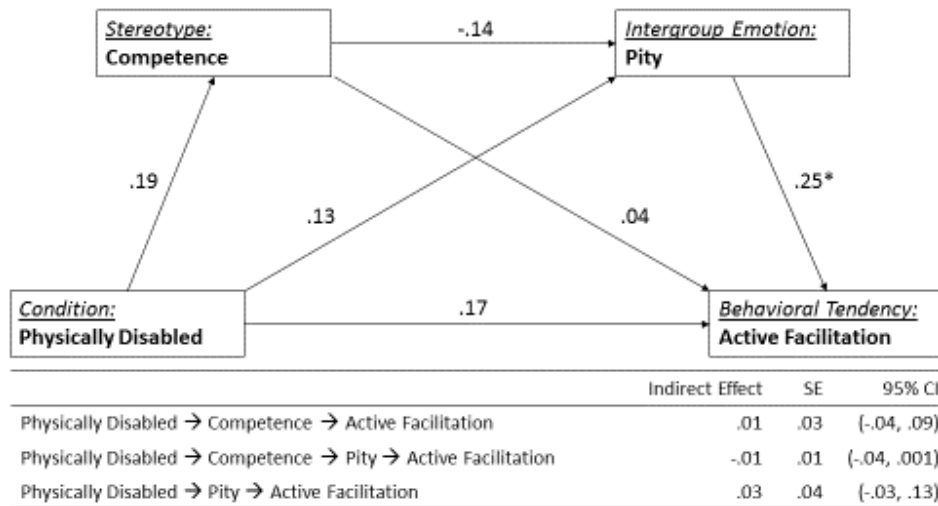 Stereotype:
Competence
-.14
Intergroup Emotion:
Pity
.19
.13
.04
.25*
Condition:
Physically Disabled
.17
Behavioral Tendency:
Active Facilitation
Indirect Effect SE 95% CI
Physically Disabled → Competence → Active Facilitation .01 .03 (-.04, .09)
Physically Disabled → Competence → Pity → Active Facilitation -.01 .01 (-.04, .001)
Physically Disabled → Pity → Active Facilitation .03 .04 (-.03, .13)